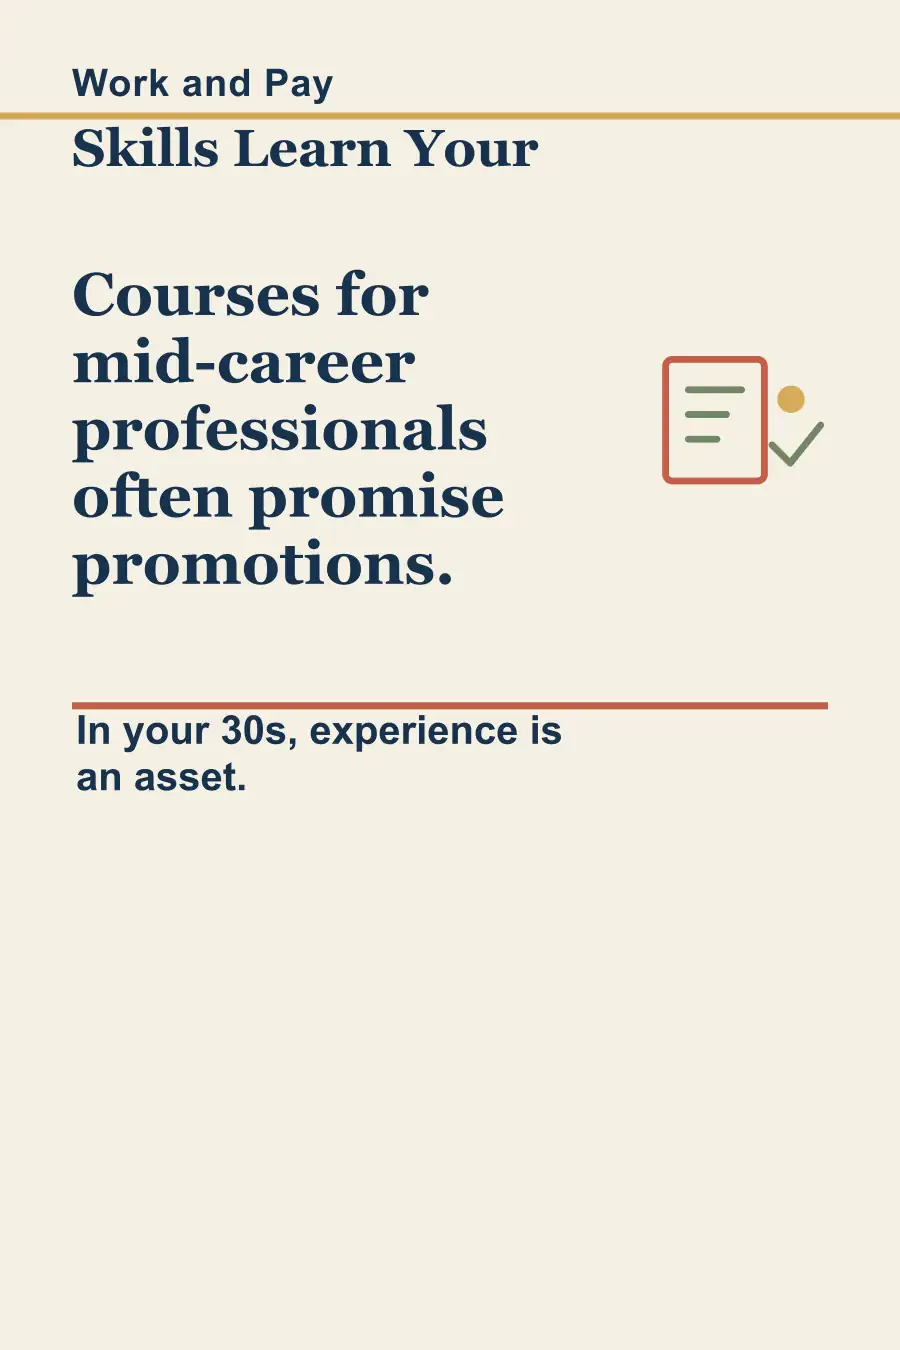 Work and Pay
Skills Learn Your
Courses for
mid-career
professionals
often promise
promotions.
In your 30s, experience is
an asset.